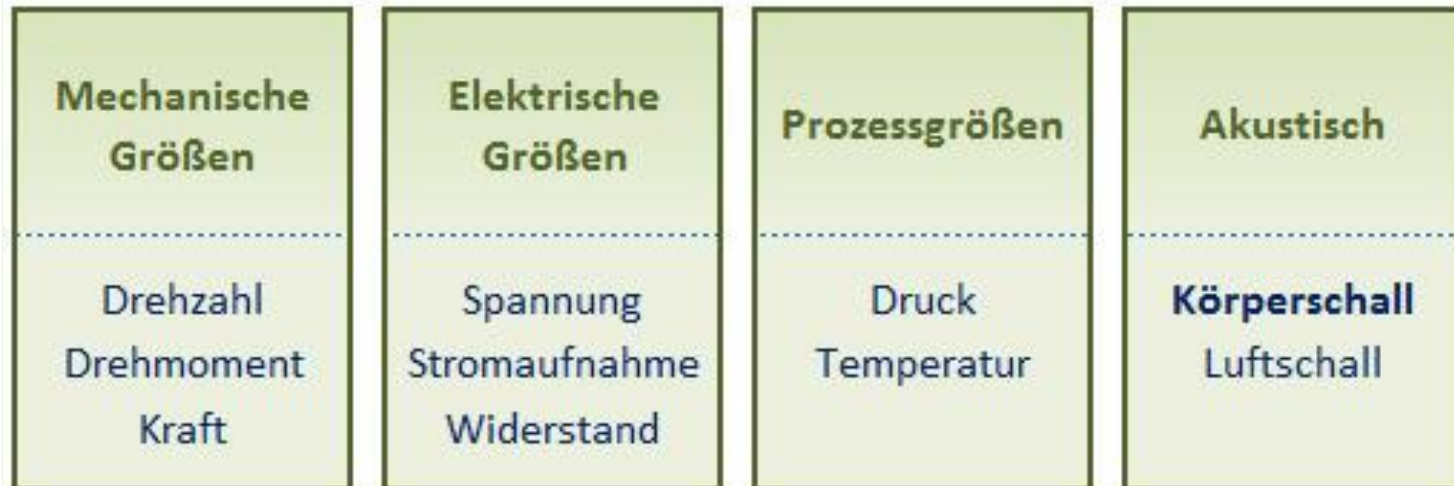 Mechanische
Größen
Drehzahl
Drehmoment
Kraft
Elektrische
Größen
Spannung
Stromaufnahme
Widerstand
Prozessgrößen
Druck
Temperatur
Akustisch
Körperschall
Luftschall